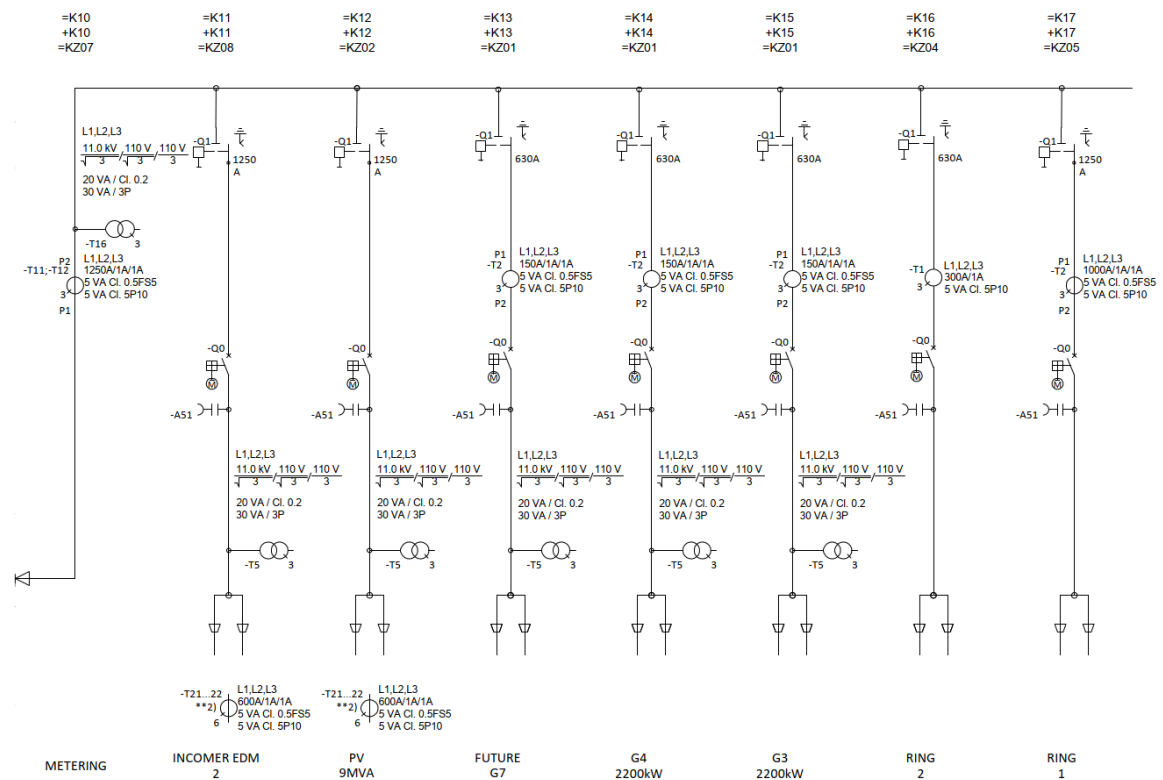 =K10
+K10
=KZ07
=K11
+K11
=KZ08
=K12
+K12
=KZ02
=K13
+K13
=KZ01
=K14
+K14
=KZ01
=K15
+K15
=KZ01
=K16
+K16
=KZ04
=K17
+K17
=KZ05
L1,L2,L3
11.0 kV / 110 V / 110 V
3 3 3
20 VA / Cl. 0.2
30 VA / 3P
-T16 3
P2
-T11;-T12
3
P1
L1,L2,L3
1250A/1A/1A
5 VA Cl. 0.5FS5
5 VA Cl. 5P10
-Q1
1250
A
-Q0
M
-A51
L1,L2,L3
11.0 kV / 110 V / 110 V
3 3 3
20 VA / Cl. 0.2
30 VA / 3P
-T5 3
-T21...22
**2)
6
L1,L2,L3
600A/1A/1A
5 VA Cl. 0.5FS5
5 VA Cl. 5P10
-Q1
1250
A
-Q0
M
-A51
L1,L2,L3
11.0 kV / 110 V / 110 V
3 3 3
20 VA / Cl. 0.2
30 VA / 3P
-T5 3
-T21...22
**2)
6
L1,L2,L3
600A/1A/1A
5 VA Cl. 0.5FS5
5 VA Cl. 5P10
-Q1
630A
P1
-T2
3
P2
L1,L2,L3
150A/1A/1A
5 VA Cl. 0.5FS5
5 VA Cl. 5P10
-Q0
M
-A51
L1,L2,L3
11.0 kV / 110 V / 110 V
3 3 3
20 VA / Cl. 0.2
30 VA / 3P
-T5 3
-Q1
630A
P1
-T2
3
P2
L1,L2,L3
150A/1A/1A
5 VA Cl. 0.5FS5
5 VA Cl. 5P10
-Q0
M
-A51
L1,L2,L3
11.0 kV / 110 V / 110 V
3 3 3
20 VA / Cl. 0.2
30 VA / 3P
-T5 3
-Q1
630A
P1
-T2
3
P2
L1,L2,L3
150A/1A/1A
5 VA Cl. 0.5FS5
5 VA Cl. 5P10
-Q0
M
-A51
L1,L2,L3
11.0 kV / 110 V / 110 V
3 3 3
20 VA / Cl. 0.2
30 VA / 3P
-T5 3
-Q1
630A
-T1
3
L1,L2,L3
300A/1A
5 VA Cl. 5P10
-Q0
M
-A51
-Q1
1250
A
P1
-T2
3
P2
L1,L2,L3
1000A/1A/1A
5 VA Cl. 0.5FS5
5 VA Cl. 5P10
-Q0
M
-A51
METERING
INCOMER EDM
2
PV
9MVA
FUTURE
G7
G4
2200kW
G3
2200kW
RING
2
RING
1